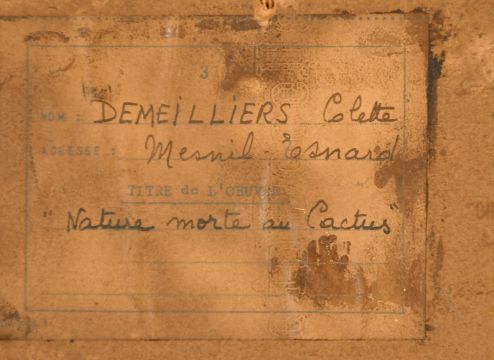 3
NOM : DEMEILLIERS Colette
ADRESSE : Mesnil-Esnard
TITRE de L'OEUVRE
"Nature morte au Cactus"